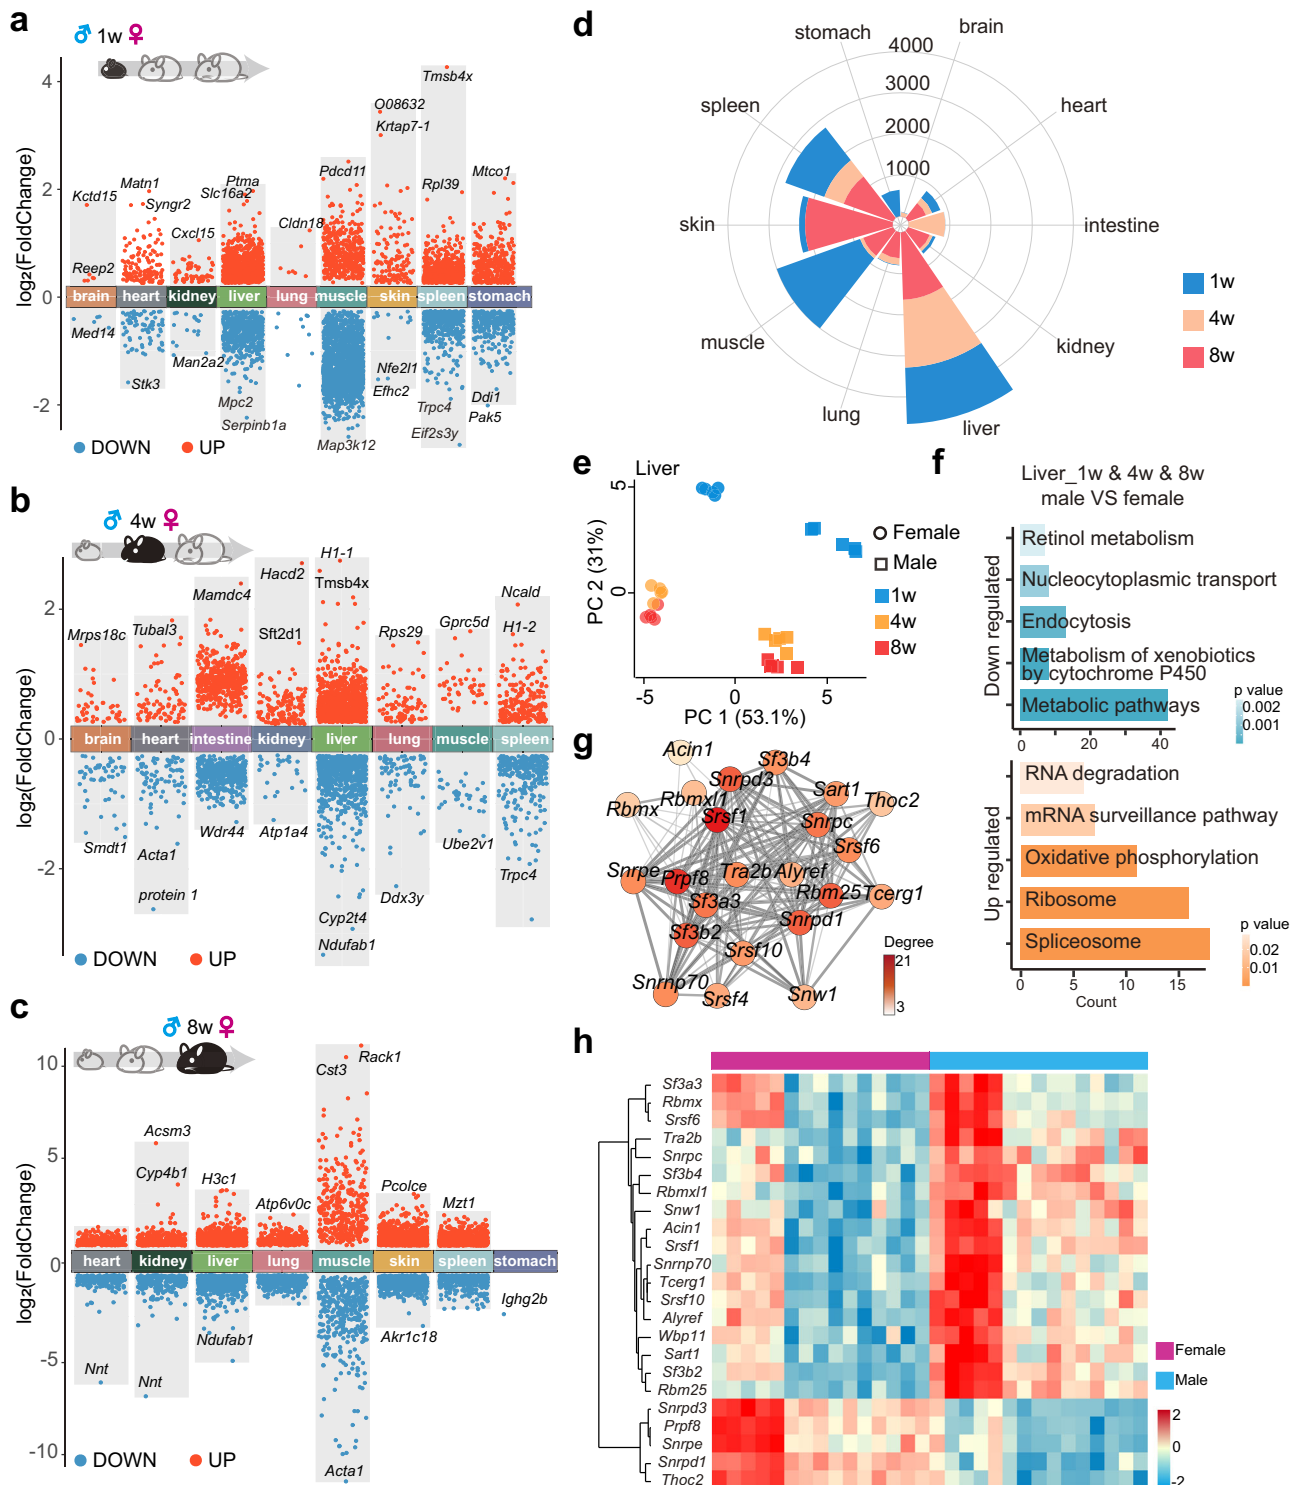 a
♂ 1w ♀
log₂(FoldChange)
4
2
0
-2
Tmsb4x
O08632
Krtap7-1
Kctd15
Matn1
Syngr2
Ptma
Slc16a2
Pdcd11
Rpl39
Mtco1
Cxcl15
Cldn18
Reep2
brain heart kidney liver lung muscle skin spleen stomach
Med14
Man2a2
Stk3
Mpc2
Serpinb1a
Map3k12
Nfe2l1
Efhc2
Trpc4
Eif2s3y
Ddi1
Pak5
DOWN UP
b
♂ 4w ♀
log₂(FoldChange)
2
0
-2
H1-1
Hacd2
Tmsb4x
Mamdc4
Ncald
Mrps18c
Tubal3
Sft2d1
Rps29
Gprc5d
H1-2
brain heart intestine kidney liver lung muscle spleen
Smdt1
Acta1
protein 1
Wdr44
Atp1a4
Cyp2t4
Ndufab1
Ddx3y
Ube2v1
Trpc4
DOWN UP
c
♂ 8w ♀
log₂(FoldChange)
10
5
0
-5
-10
Rack1
Cst3
Acsm3
Cyp4b1
H3c1
Atp6v0c
Pcolce
Mzt1
heart kidney liver lung muscle skin spleen stomach
Nnt
Nnt
Ndufab1
Acta1
Akr1c18
Ighg2b
DOWN UP
d
stomach
brain
heart
intestine
kidney
liver
lung
muscle
skin
spleen
4000
3000
2000
1000
1w
4w
8w
e
Liver
PC 2 (31%)
5
0
-5 0 5
PC 1 (53.1%)
Female
Male
1w
4w
8w
f
Liver_1w & 4w & 8w
male VS female
Down regulated
Retinol metabolism
Nucleocytoplasmic transport
Endocytosis
Metabolism of xenobiotics
by cytochrome P450
Metabolic pathways
p value
0.002
0.001
0 20 40
Up regulated
RNA degradation
mRNA surveillance pathway
Oxidative phosphorylation
Ribosome
Spliceosome
p value
0.02
0.01
0 5 10 15
Count
g
Acin1
Sf3b4
Snrpd3
Rbmxl1
Rbmx
Sart1
Thoc2
Srsf1
Snrpc
Srsf6
Snrpe
Prpf8
Tra2b
Alyref
Rbm25
Tcerg1
Sf3a3
Snrpd1
Sf3b2
Srsf10
Snrnp70
Srsf4
Snw1
Degree
21
3
h
Sf3a3
Rbmx
Srsf6
Tra2b
Snrpc
Sf3b4
Rbmxl1
Snw1
Acin1
Srsf1
Snrnp70
Tcerg1
Srsf10
Alyref
Wbp11
Sart1
Sf3b2
Rbm25
Snrpd3
Prpf8
Snrpe
Snrpd1
Thoc2
Female
Male
2
0
-2